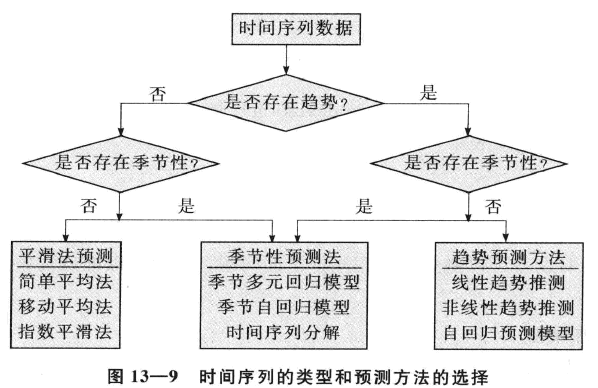 时间序列数据
否
是否存在趋势?
是
是否存在季节性?
是否存在季节性?
否
是
是
否
平滑法预测
简单平均法
移动平均法
指数平滑法
季节性预测法
季节多元回归模型
季节自回归模型
时间序列分解
趋势预测方法
线性趋势推测
非线性趋势推测
自回归预测模型
图 13—9 时间序列的类型和预测方法的选择